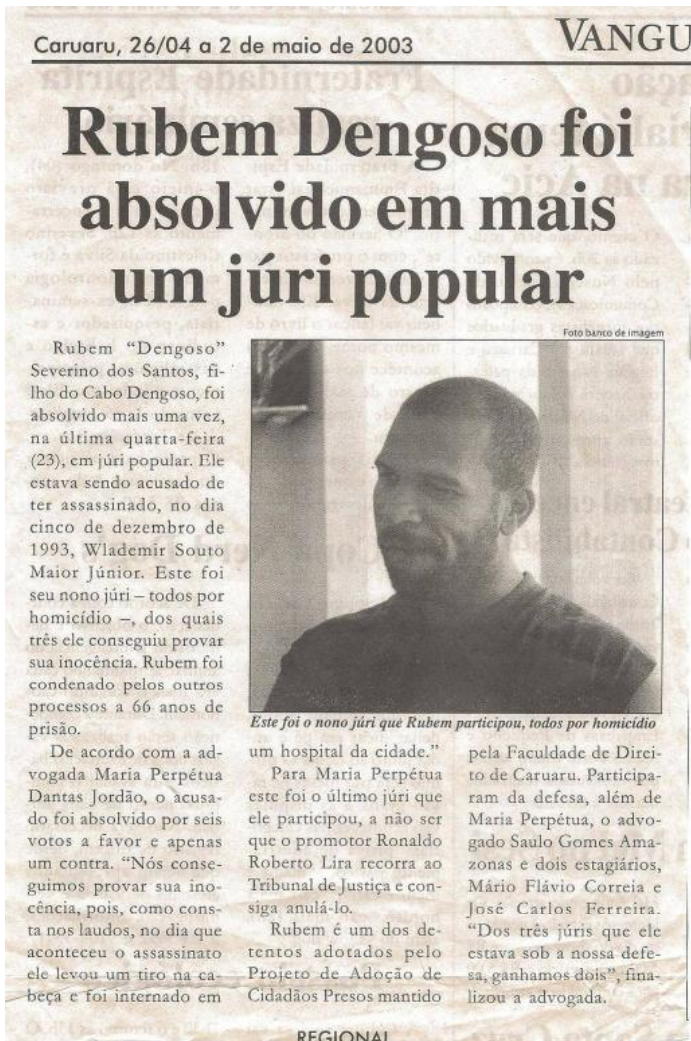 Caruaru, 26/04 a 2 de maio de 2003
VANGU
Rubem Dengoso foi
absolvido em mais
um júri popular
Foto banco de imagem
Rubem “Dengoso”
Severino dos Santos, fi-
lho do Cabo Dengoso, foi
absolvido mais uma vez,
na última quarta-feira
(23), em júri popular. Ele
estava sendo acusado de
ter assassinado, no dia
cinco de dezembro de
1993, Wlademir Souto
Maior Júnior. Este foi
seu nono júri – todos por
homicídio –, dos quais
três ele conseguiu provar
sua inocência. Rubem foi
condenado pelos outros
processos a 66 anos de
prisão.
De acordo com a ad-
vogada Maria Perpétua
Dantas Jordão, o acusa-
do foi absolvido por seis
votos a favor e apenas
um contra. “Nós conse-
guimos provar sua ino-
cência, pois, como cons-
ta nos laudos, no dia que
aconteceu o assassinato
ele levou um tiro na ca-
beça e foi internado em
Este foi o nono júri que Rubem participou, todos por homicídio
um hospital da cidade.”
Para Maria Perpétua
este foi o último júri que
ele participou, a não ser
que o promotor Ronaldo
Roberto Lira recorra ao
Tribunal de Justiça e con-
siga anulá-lo.
Rubem é um dos de-
tentos adotados pelo
Projeto de Adoção de
Cidadãos Presos mantido
pela Faculdade de Direi-
to de Caruaru. Participa-
ram da defesa, além de
Maria Perpétua, o advo-
gado Saulo Gomes Ama-
zonas e dois estagiários,
Mário Flávio Correia e
José Carlos Ferreira.
“Dos três júris que ele
estava sob a nossa defe-
sa, ganhamos dois”, fina-
lizou a advogada.
REGIONAL